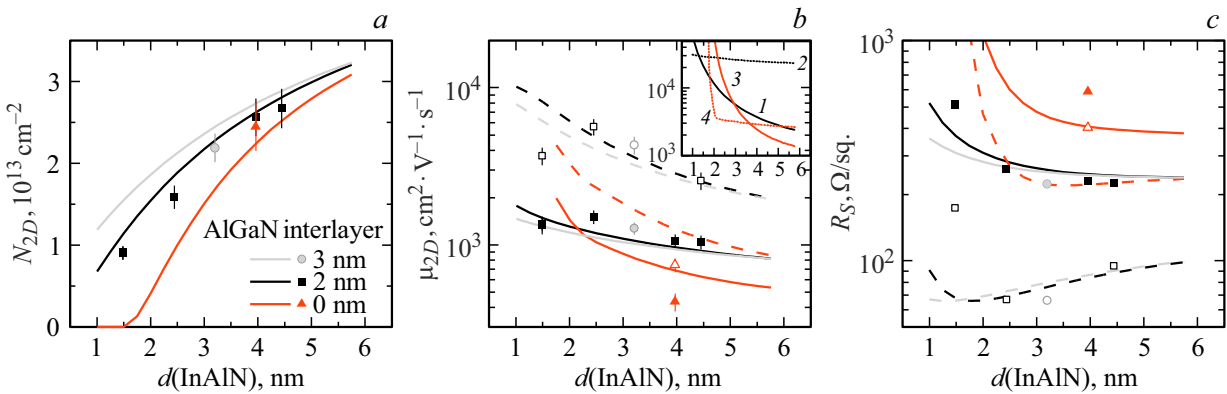 a
N2D, 10^13 cm^−2
3
2
1
0
AlGaN interlayer
3 nm
2 nm
0 nm
1 2 3 4 5 6
d(InAlN), nm
b
μ2D, cm^2 · V^−1 · s^−1
10^4
10^3
10^4
10^3
1 2 3 4 5 6
2
3
1
4
1 2 3 4 5 6
d(InAlN), nm
c
RS, Ω/sq.
10^3
10^2
1 2 3 4 5 6
d(InAlN), nm